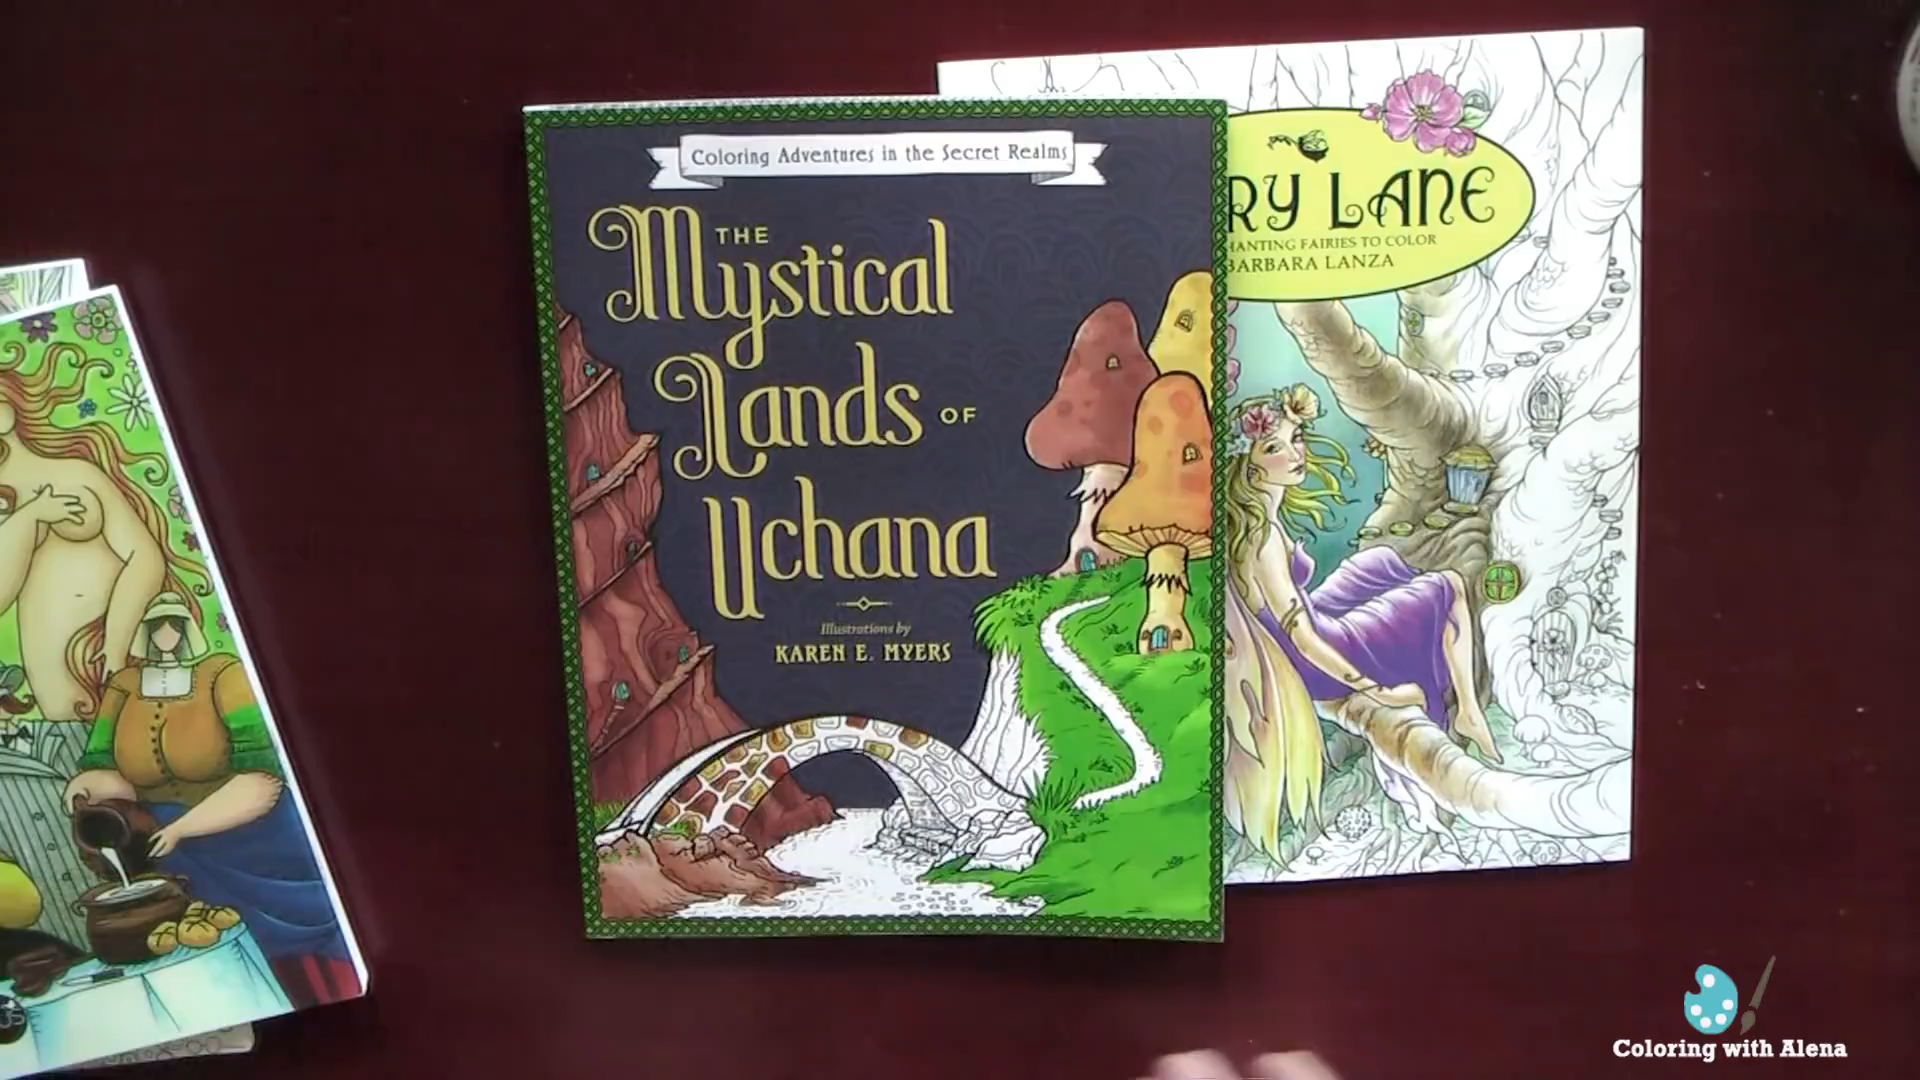 Coloring Adventures in the Secret Realms
THE
Mystical
Lands OF
Uchana
Illustrations by
KAREN E. MYERS
RY LANE
HANTING FAIRIES TO COLOR
BARBARA LANZA
Coloring with Alena